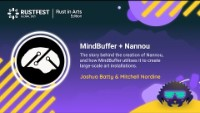 RUSTFEST
GLOBAL 2020
Rust in Arts
Edition
MindBuffer + Nannou
The story behind the creation of Nannou,
and how MindBuffer utilises it to create
large scale art installations.
Joshua Batty & Mitchell Nordine